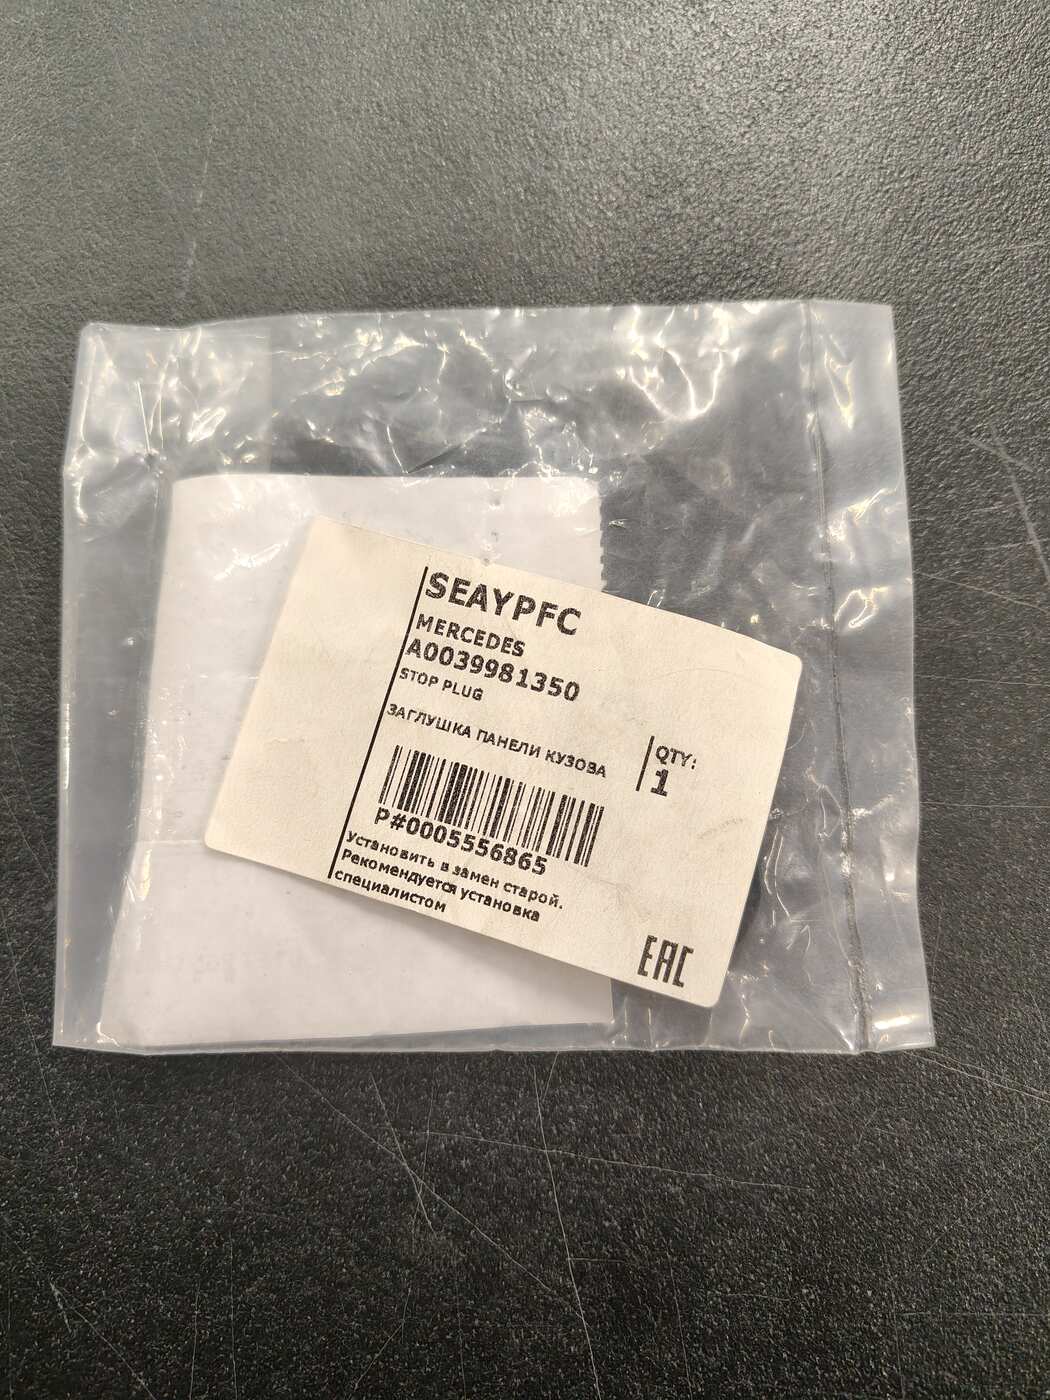 SEAYPFC
MERCEDES
A0039981350
STOP PLUG
ЗАГЛУШКА ПАНЕЛИ КУЗОВА
QTY:
1
P#0005556865
Установить в замен старой.
Рекомендуется установка
специалистом
EAC